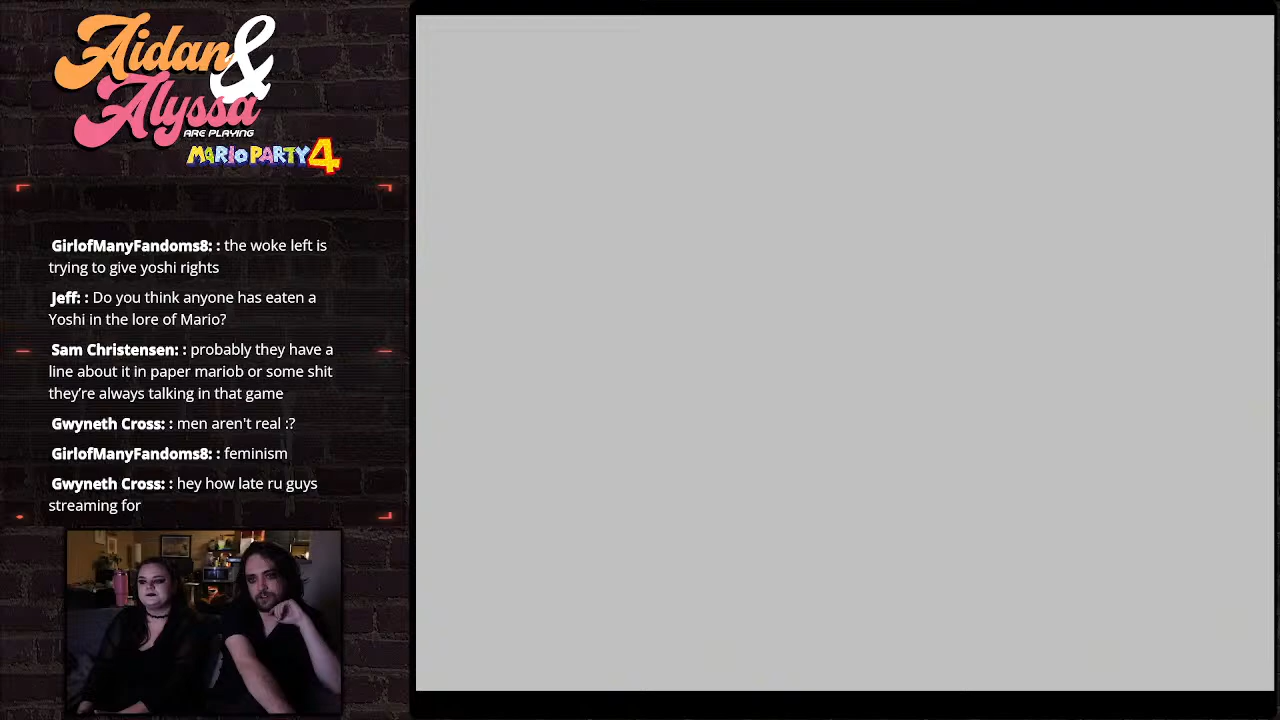 Aidan &
Alyssa
ARE PLAYING
MARIO PARTY 4
GirlofManyFandoms8: : the woke left is
trying to give yoshi rights
Jeff: : Do you think anyone has eaten a
Yoshi in the lore of Mario?
Sam Christensen: : probably they have a
line about it in paper mariob or some shit
they're always talking in that game
Gwyneth Cross: : men aren't real :?
GirlofManyFandoms8: : feminism
Gwyneth Cross: : hey how late ru guys
streaming for